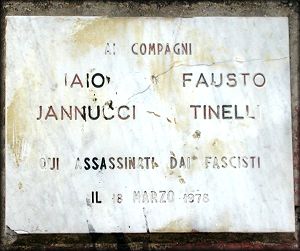 AI COMPAGNI
IAIO FAUSTO
JANNUCCI TINELLI
QUI ASSASSINATI DAI FASCISTI
IL 18 MARZO 1978